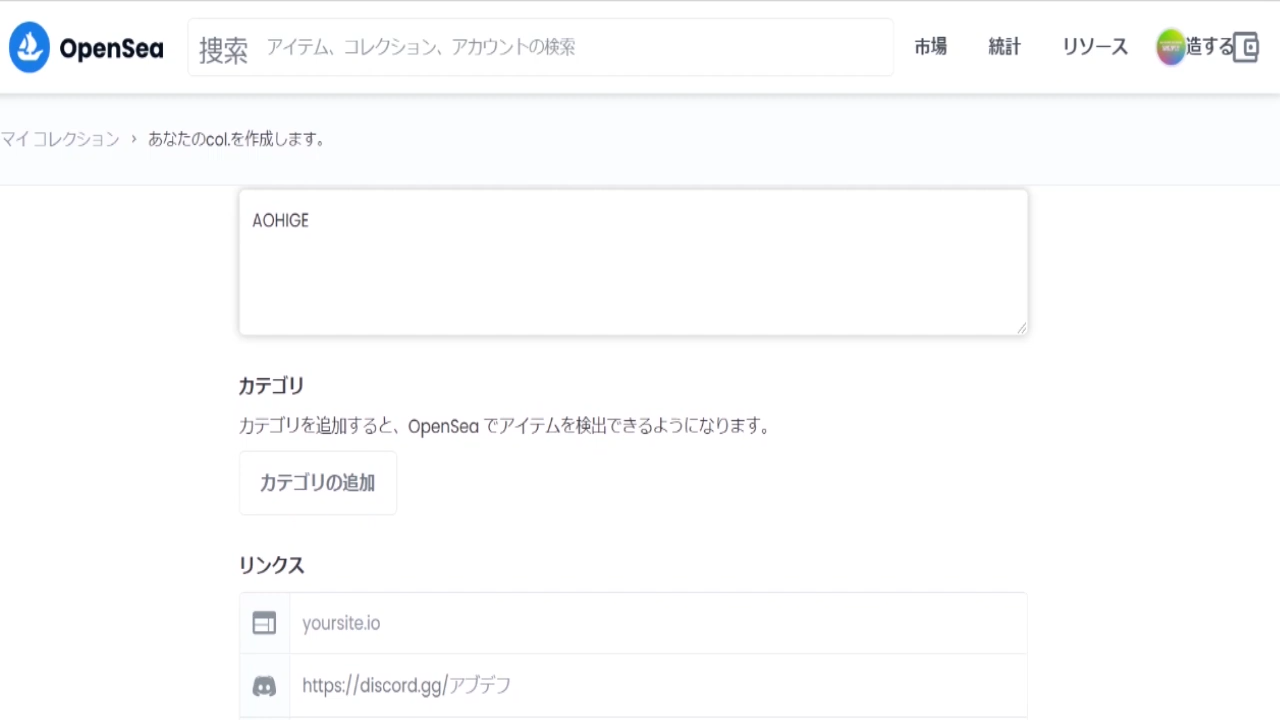 OpenSea 捜索 アイテム、コレクション、アカウントの検索 市場 統計 リソース 造する
マイ コレクション › あなたのcol.を作成します。
AOHIGE
カテゴリ
カテゴリを追加すると、OpenSea でアイテムを検出できるようになります。
カテゴリの追加
リンクス
yoursite.io
https://discord.gg/アブデフ